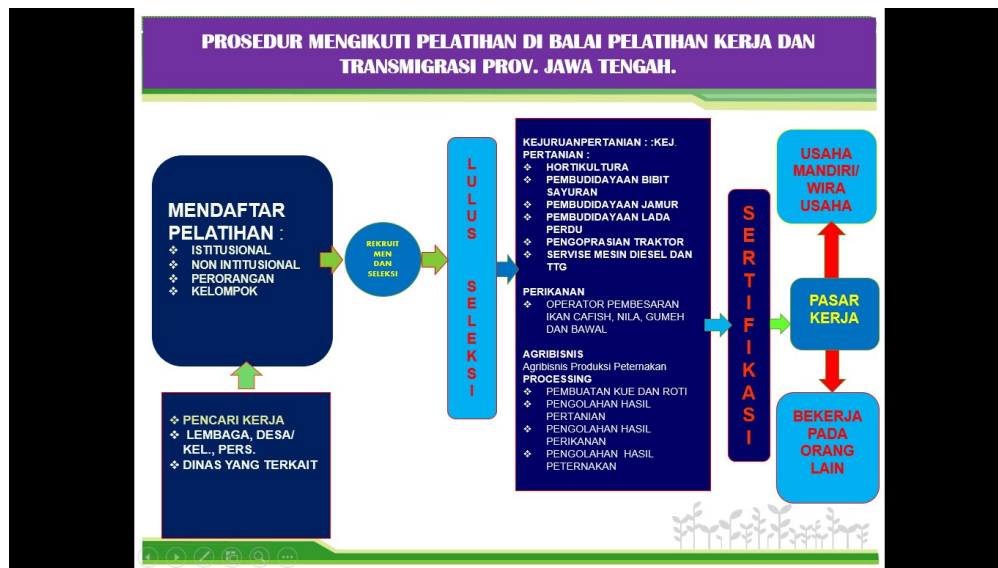 PROSEDUR MENGIKUTI PELATIHAN DI BALAI PELATIHAN KERJA DAN
TRANSMIGRASI PROV. JAWA TENGAH.
MENDAFTAR
PELATIHAN :
❖ ISTITUSIONAL
❖ NON INTITUSIONAL
❖ PERORANGAN
❖ KELOMPOK
❖ PENCARI KERJA
❖ LEMBAGA, DESA/
KEL., PERS.
❖ DINAS YANG TERKAIT
REKRUIT
MEN
DAN
SELEKSI
LULUS SELEKSI
KEJURUANPERTANIAN : :KEJ.
PERTANIAN :
❖ HORTIKULTURA
❖ PEMBUDIDAYAAN BIBIT
SAYURAN
❖ PEMBUDIDAYAAN JAMUR
❖ PEMBUDIDAYAAN LADA
PERDU
❖ PENGOPRASIAN TRAKTOR
❖ SERVISE MESIN DIESEL DAN
TTG
PERIKANAN
❖ OPERATOR PEMBESARAN
IKAN CAFISH, NILA, GUMEH
DAN BAWAL
AGRIBISNIS
Agribisnis Produksi Peternakan
PROCESSING
❖ PEMBUATAN KUE DAN ROTI
❖ PENGOLAHAN HASIL
PERTANIAN
❖ PENGOLAHAN HASIL
PERIKANAN
❖ PENGOLAHAN HASIL
PETERNAKAN
SERTIFIKASI
USAHA
MANDIRI/
WIRA
USAHA
PASAR
KERJA
BEKERJA
PADA
ORANG
LAIN